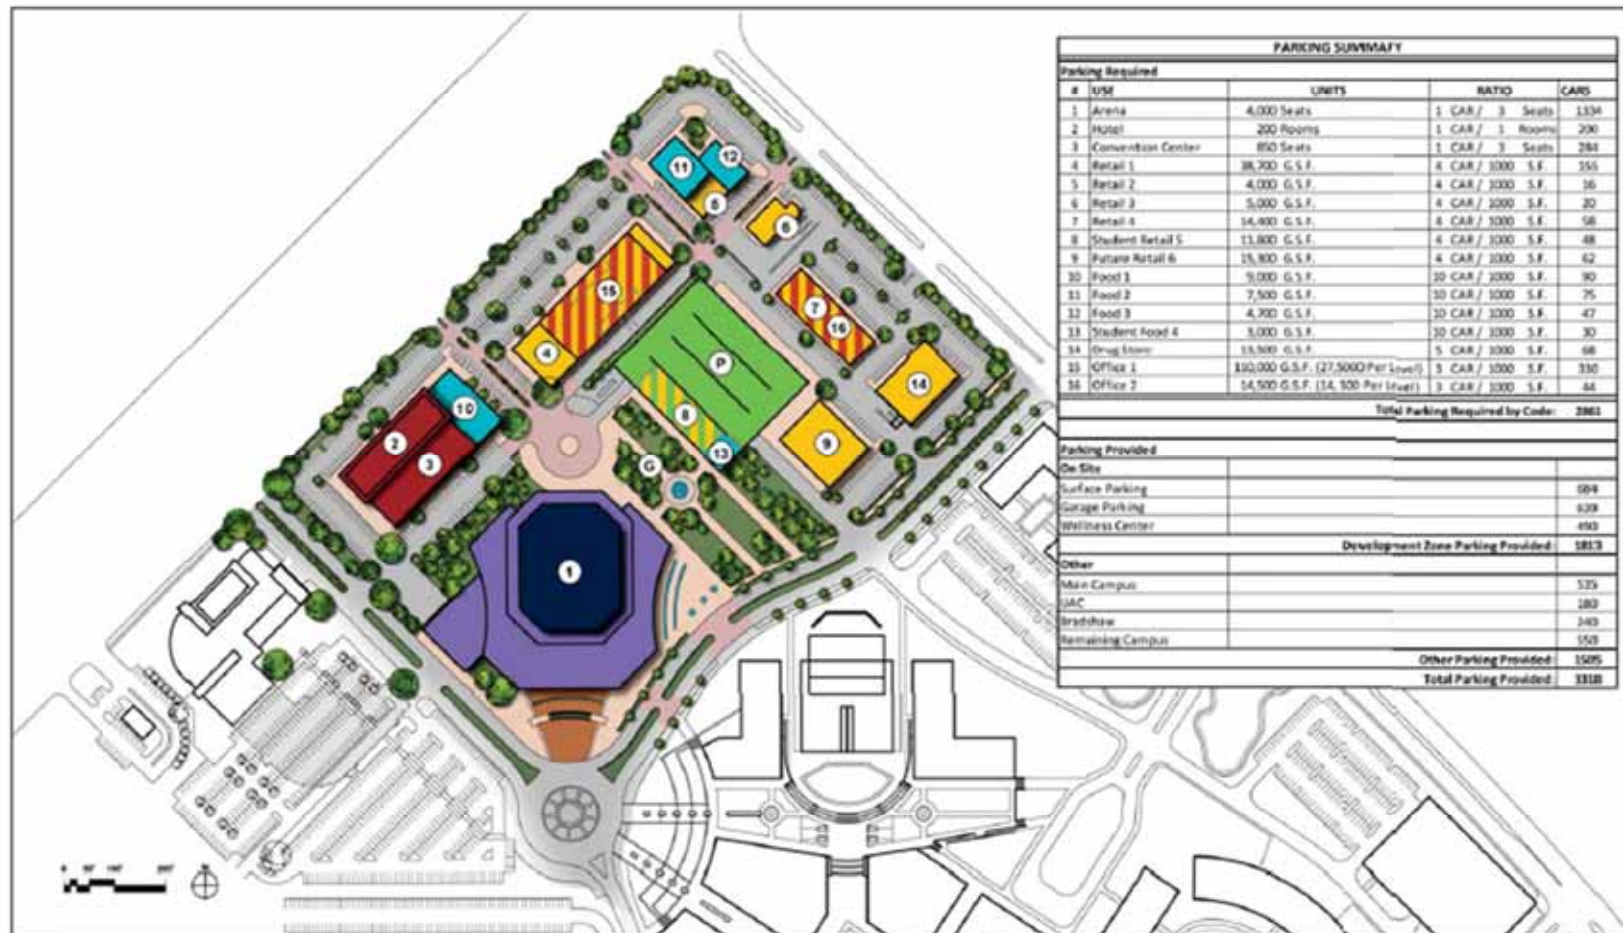 PARKING SUMMARY
Parking Required
# USE UNITS RATIO CARS
1 Arena 4,000 Seats 1 CAR / 3 Seats 1334
2 Hotel 200 Rooms 1 CAR / 1 Rooms 200
3 Convention Center 850 Seats 1 CAR / 3 Seats 284
4 Retail 1 38,700 G.S.F. 4 CAR / 1000 S.F. 155
5 Retail 2 4,000 G.S.F. 4 CAR / 1000 S.F. 16
6 Retail 3 5,000 G.S.F. 4 CAR / 1000 S.F. 20
7 Retail 4 14,400 G.S.F. 4 CAR / 1000 S.F. 58
8 Student Retail 5 11,800 G.S.F. 4 CAR / 1000 S.F. 48
9 Future Retail 6 15,300 G.S.F. 4 CAR / 1000 S.F. 62
10 Food 1 9,000 G.S.F. 10 CAR / 1000 S.F. 90
11 Food 2 7,500 G.S.F. 10 CAR / 1000 S.F. 75
12 Food 3 4,700 G.S.F. 10 CAR / 1000 S.F. 47
13 Student Food 4 3,000 G.S.F. 10 CAR / 1000 S.F. 30
14 Drug Store 13,500 G.S.F. 5 CAR / 1000 S.F. 68
15 Office 1 110,000 G.S.F. (27,5000 Per Level) 3 CAR / 1000 S.F. 330
16 Office 2 14,500 G.S.F. (14, 500 Per Level) 3 CAR / 1000 S.F. 44
Total Parking Required by Code: 2861
Parking Provided
On Site
Surface Parking 684
Garage Parking 639
Wellness Center 490
Development Zone Parking Provided: 1813
Other
Main Campus 535
UAC 180
Bradshaw 240
Remaining Campus 550
Other Parking Provided: 1505
Total Parking Provided: 3318
12
11
5
6
15
7
16
4
P
14
10
8
2
9
3
13
G
1
N